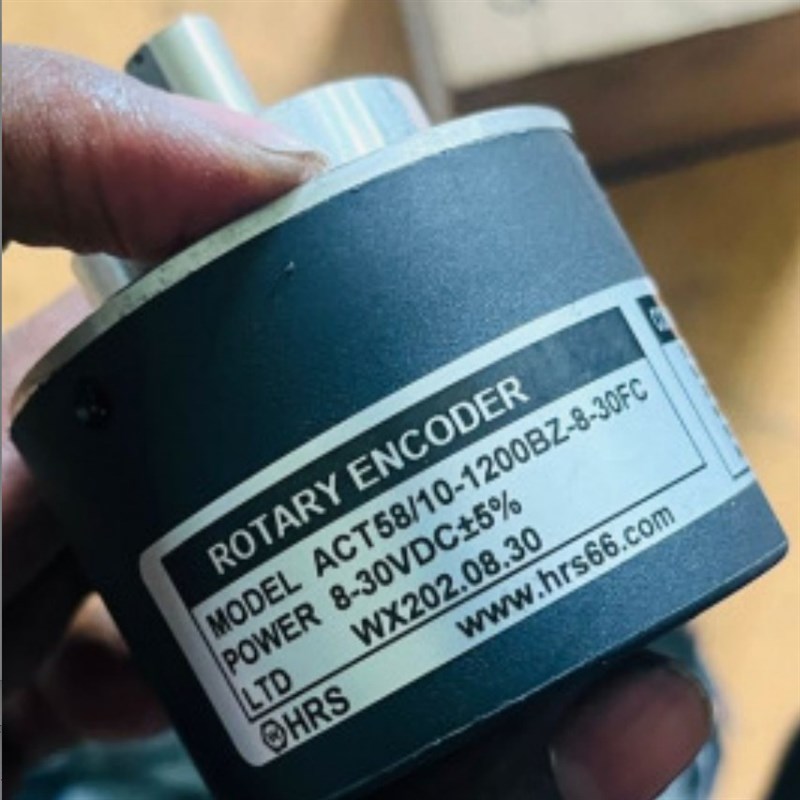 ROTARY ENCODER
MODEL ACT58/10-1200BZ-8-30FC
POWER 8-30VDC±5%
LTD WX202.08.30
HRS www.hrs66.com